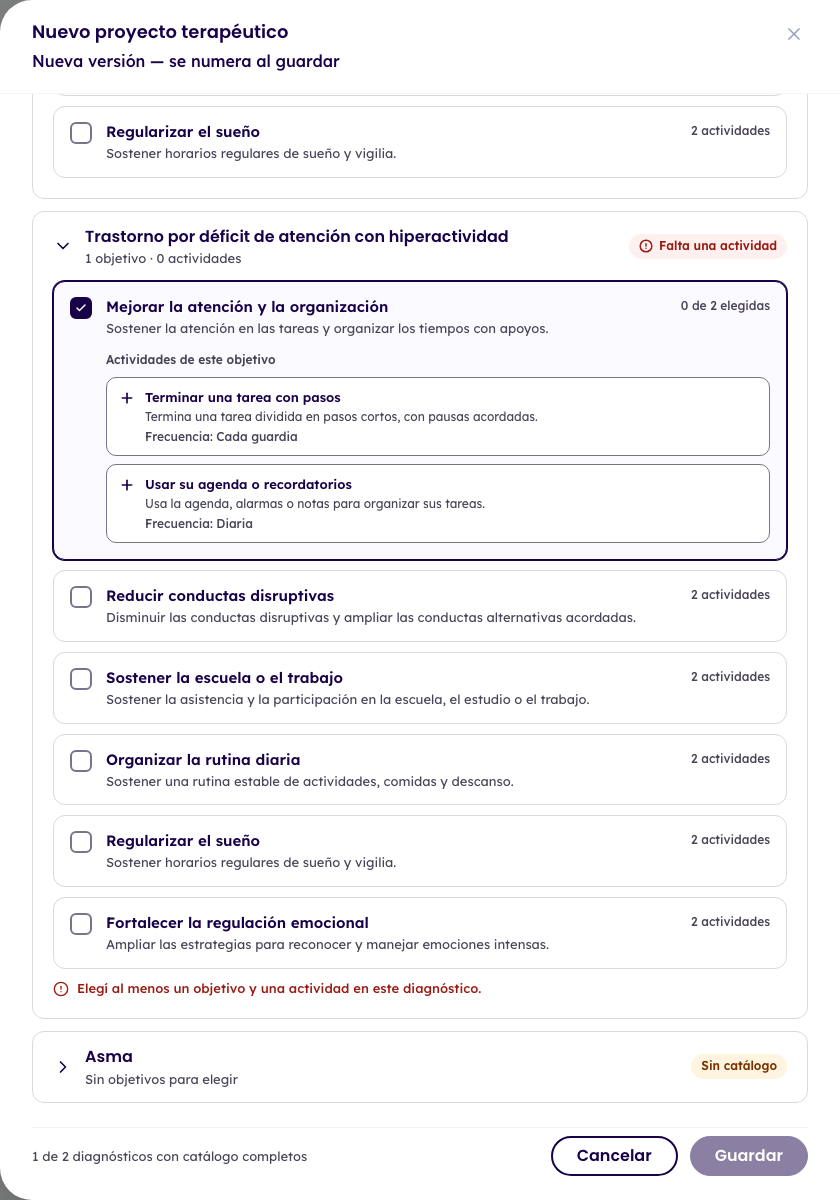 Nuevo proyecto terapéutico
Nueva versión — se numera al guardar
Regularizar el sueño
2 actividades
Sostener horarios regulares de sueño y vigilia.
Trastorno por déficit de atención con hiperactividad
1 objetivo · 0 actividades
Falta una actividad
Mejorar la atención y la organización
0 de 2 elegidas
Sostener la atención en las tareas y organizar los tiempos con apoyos.
Actividades de este objetivo
Terminar una tarea con pasos
Termina una tarea dividida en pasos cortos, con pausas acordadas.
Frecuencia: Cada guardia
Usar su agenda o recordatorios
Usa la agenda, alarmas o notas para organizar sus tareas.
Frecuencia: Diaria
Reducir conductas disruptivas
2 actividades
Disminuir las conductas disruptivas y ampliar las conductas alternativas acordadas.
Sostener la escuela o el trabajo
2 actividades
Sostener la asistencia y la participación en la escuela, el estudio o el trabajo.
Organizar la rutina diaria
2 actividades
Sostener una rutina estable de actividades, comidas y descanso.
Regularizar el sueño
2 actividades
Sostener horarios regulares de sueño y vigilia.
Fortalecer la regulación emocional
2 actividades
Ampliar las estrategias para reconocer y manejar emociones intensas.
Elegí al menos un objetivo y una actividad en este diagnóstico.
Asma
Sin objetivos para elegir
Sin catálogo
1 de 2 diagnósticos con catálogo completos
Cancelar
Guardar